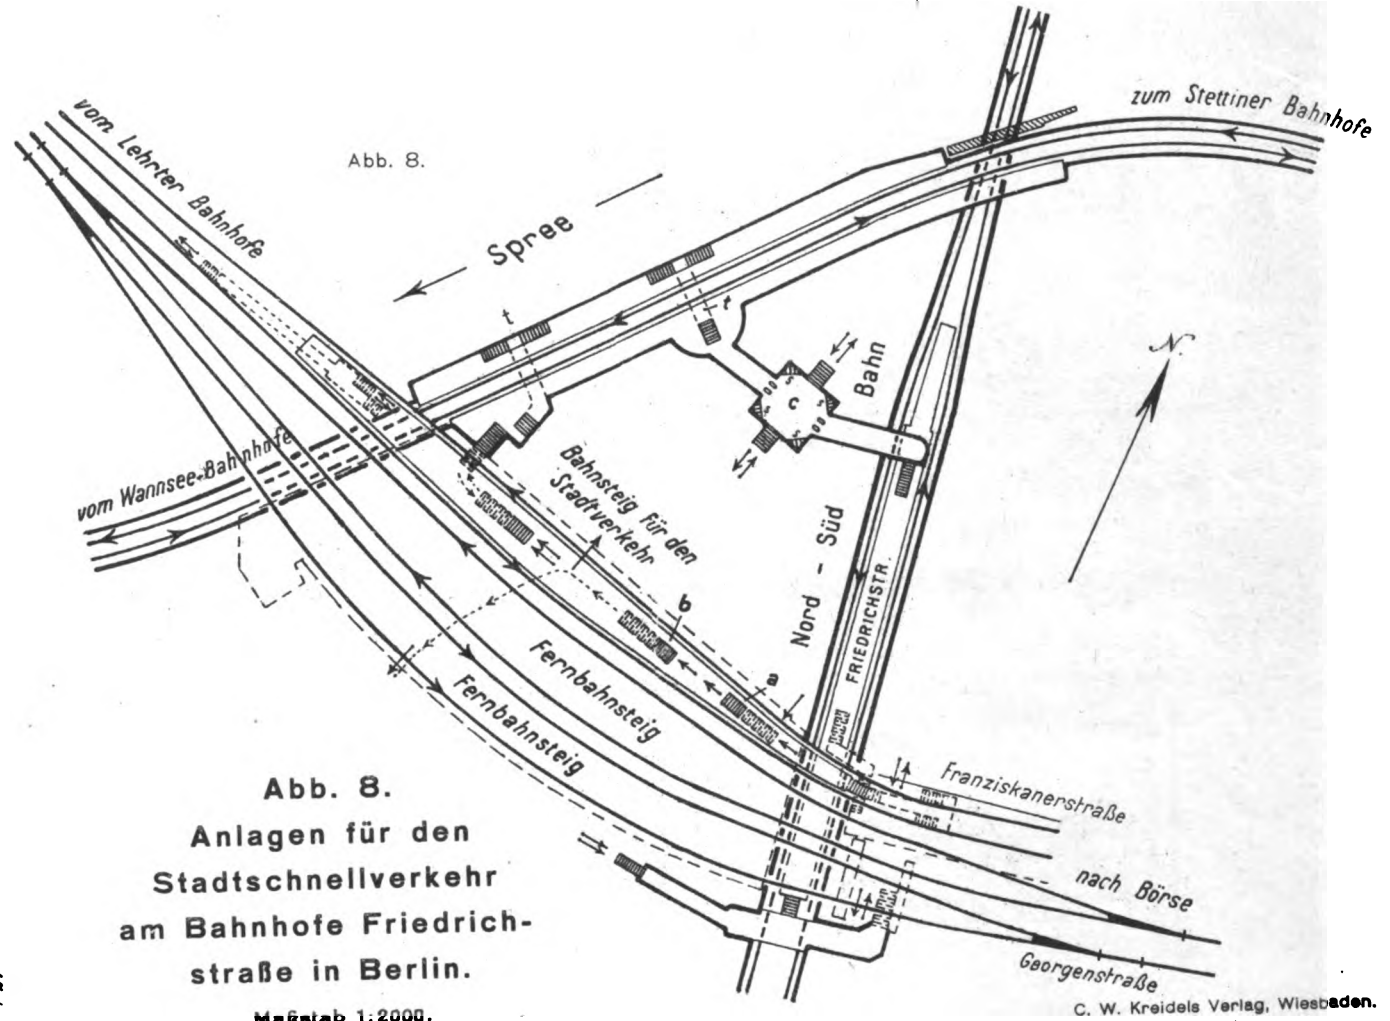 zum Stettiner Bahnhofe
vom Lehrter Bahnhofe
Abb. 8.
Spree
N.
t
t
Bahn
c
vom Wannsee-Bahnhofe
Bahnsteig für den
Stadtverkehr
Nord - Süd
FRIEDRICHSTR.
b
a
Fernbahnsteig
Fernbahnsteig
Franziskanerstraße
nach Börse
Georgenstraße
Abb. 8.
Anlagen für den
Stadtschnellverkehr
am Bahnhofe Friedrich-
straße in Berlin.
Maßstab 1:2000.
C. W. Kreidels Verlag, Wiesbaden.